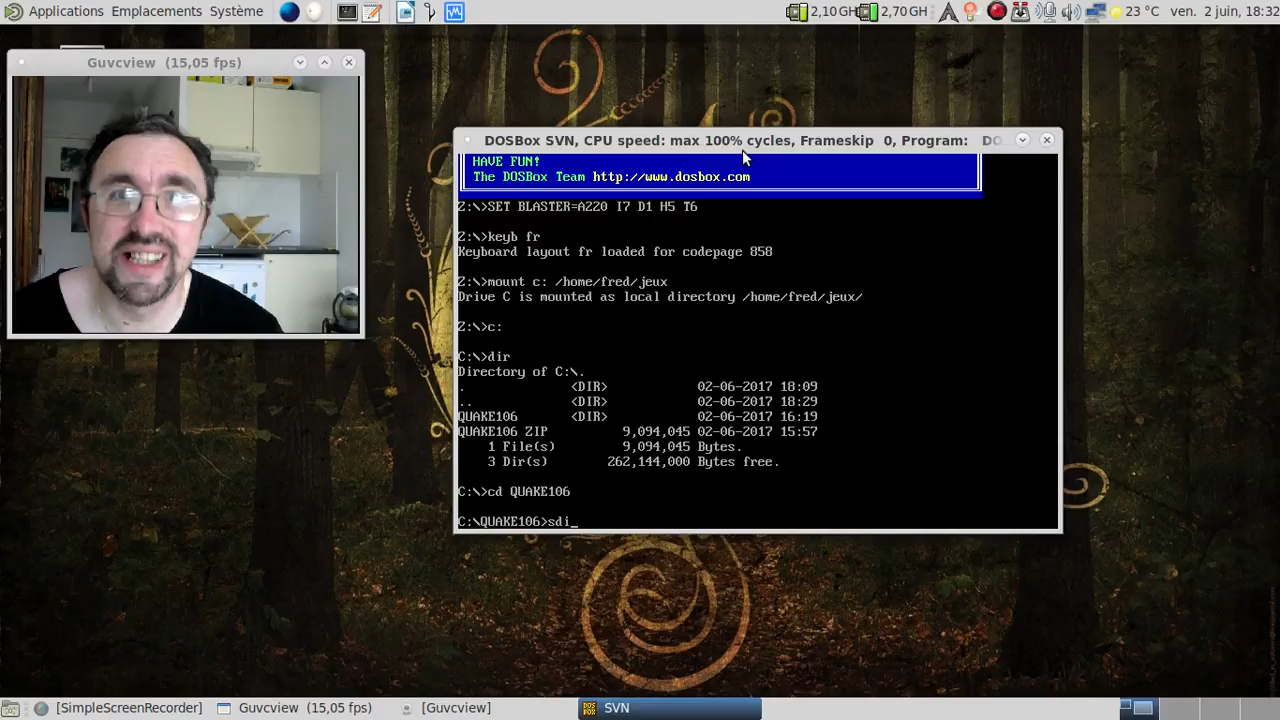 Applications Emplacements Système 2,10 GH 2,70 GH 23 °C ven. 2 juin, 18:32
Guvcview (15,05 fps)
DOSBox SVN, CPU speed: max 100% cycles, Frameskip 0, Program: DO
HAVE FUN!
The DOSBox Team http://www.dosbox.com
Z:\>SET BLASTER=A220 I7 D1 H5 T6
Z:\>keyb fr
Keyboard layout fr loaded for codepage 858
Z:\>mount c: /home/fred/jeux
Drive C is mounted as local directory /home/fred/jeux/
Z:\>c:
C:\>dir
Directory of C:\.
. <DIR> 02-06-2017 18:09
.. <DIR> 02-06-2017 18:29
QUAKE106 <DIR> 02-06-2017 16:19
QUAKE106 ZIP 9,094,045 02-06-2017 15:57
1 File(s) 9,094,045 Bytes.
3 Dir(s) 262,144,000 Bytes free.
C:\>cd QUAKE106
C:\QUAKE106>sdi_
[SimpleScreenRecorder] Guvcview (15,05 fps) [Guvcview] SVN